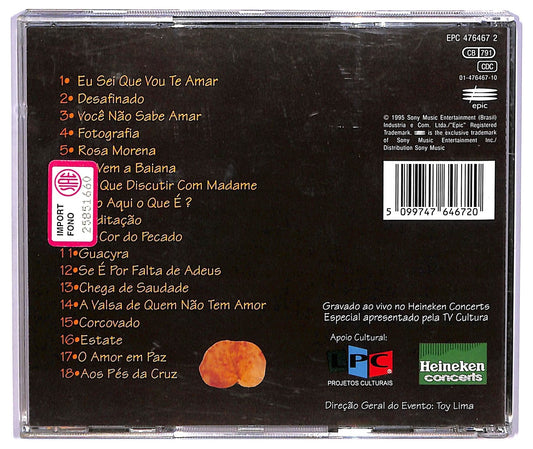 EPC 476467 2
CB 791
CDC
01-476467-10
epic
© 1995 Sony Music Entertainment (Brasil)
Industria e Com. Ltda./"Epic" Registered
Trademark. is the exclusive trademark
of Sony Music Entertainment Inc./
Distribution Sony Music
5 099747 646720
1• Eu Sei Que Vou Te Amar
2• Desafinado
3• Você Não Sabe Amar
4• Fotografia
5• Rosa Morena
Vem a Baiana
Que Discutir Com Madame
o Aqui o Que É ?
ditação
Cor do Pecado
11• Guacyra
12• Se É Por Falta de Adeus
13• Chega de Saudade
14• A Valsa de Quem Não Tem Amor
15• Corcovado
16• Estate
17• O Amor em Paz
18• Aos Pés da Cruz
IMPORT
FONO
25851660
Gravado ao vivo no Heineken Concerts
Especial apresentado pela TV Cultura
Apoio Cultural:
LPC
PROJETOS CULTURAIS
Heineken
concerts
Direção Geral do Evento: Toy Lima